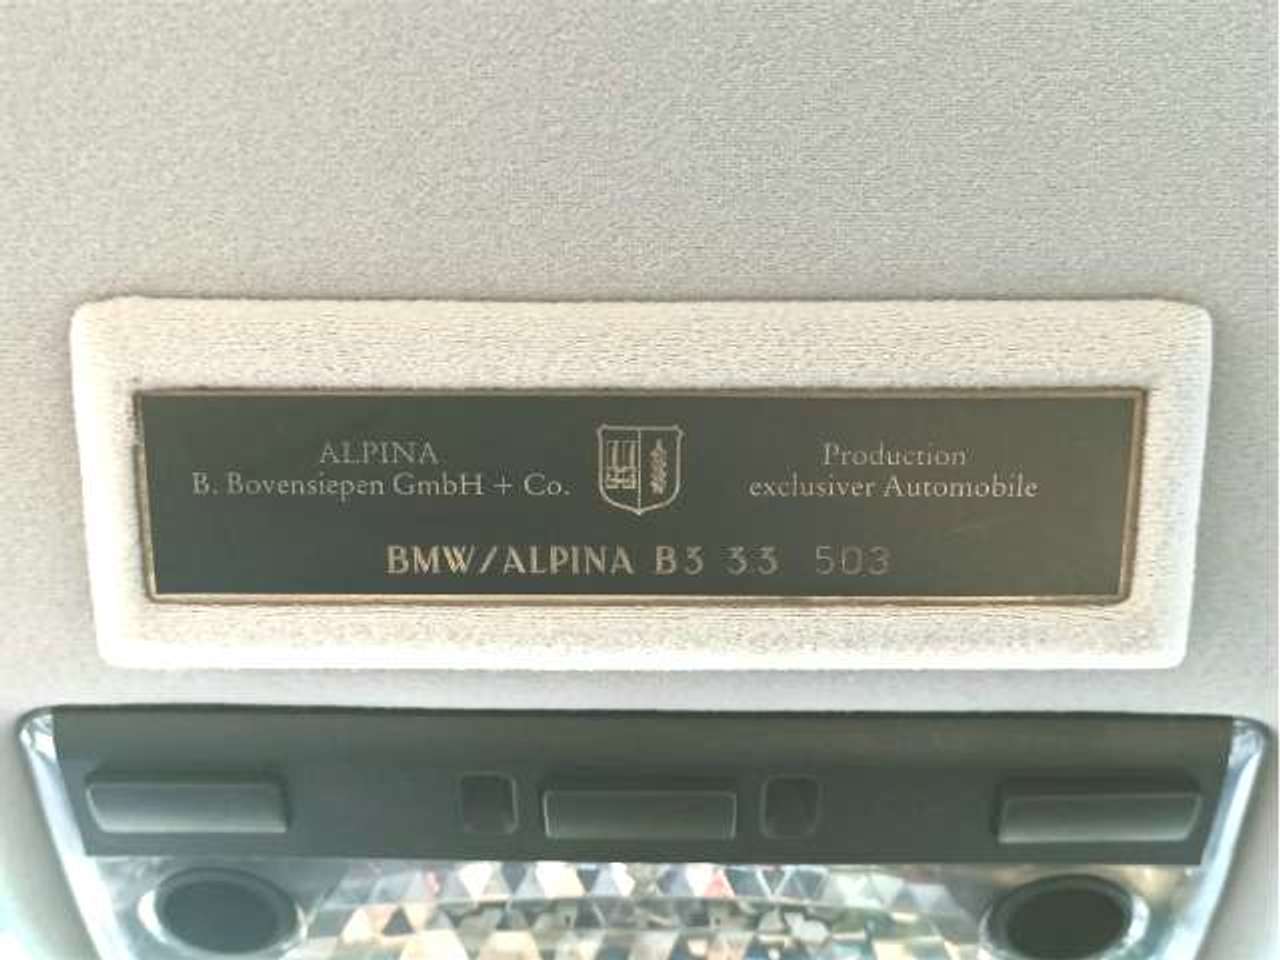 ALPINA
B. Bovensiepen GmbH + Co.
Production
exclusiver Automobile
BMW/ALPINA B3 3.3 503